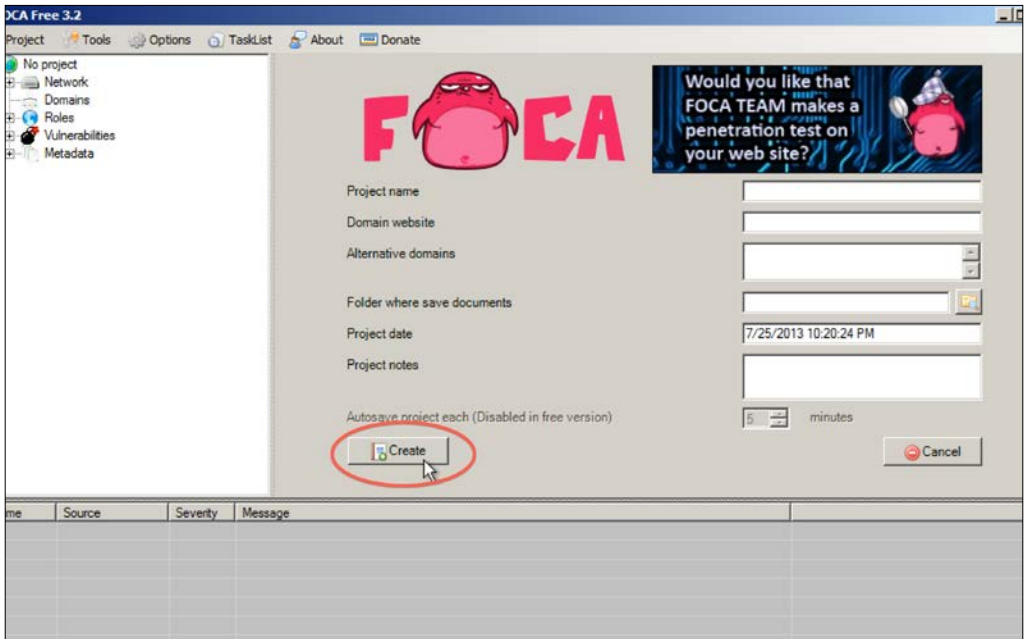 OCA Free 3.2
Project Tools Options TaskList About Donate
No project
Network
Domains
Roles
Vulnerabilities
Metadata
FOCA
Would you like that
FOCA TEAM makes a
penetration test on
your web site?
Project name
Domain website
Alternative domains
Folder where save documents
Project date 7/25/2013 10:20:24 PM
Project notes
Autosave project each (Disabled in free version) 5 minutes
Create Cancel
me Source Severity Message